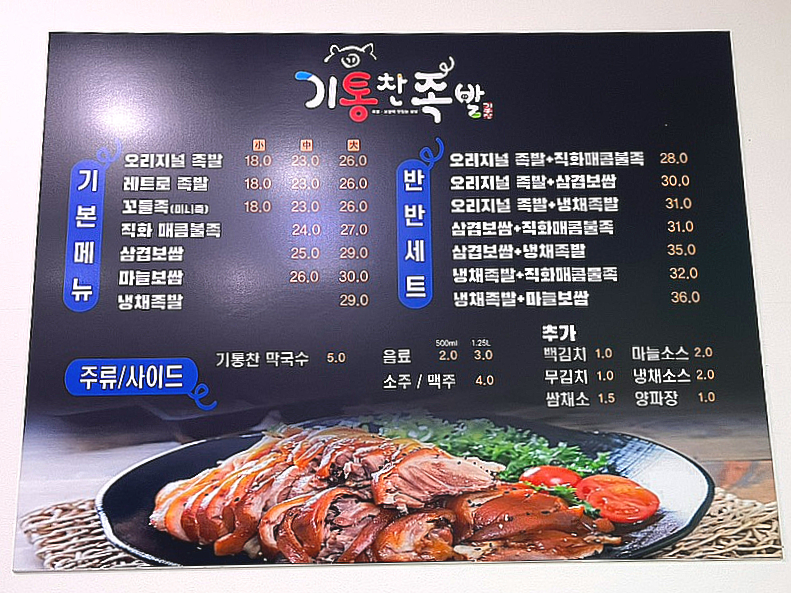 기통찬족발
小 中 大
기본메뉴
오리지널 족발 18.0 23.0 26.0
레트로 족발 18.0 23.0 26.0
꼬들족(미니족) 18.0 23.0 26.0
직화 매콤불족 24.0 27.0
삼겹보쌈 25.0 29.0
마늘보쌈 26.0 30.0
냉채족발 29.0
반반세트
오리지널 족발+직화매콤불족 28.0
오리지널 족발+삼겹보쌈 30.0
오리지널 족발+냉채족발 31.0
삼겹보쌈+직화매콤불족 31.0
삼겹보쌈+냉채족발 35.0
냉채족발+직화매콤불족 32.0
냉채족발+마늘보쌈 36.0
주류/사이드
기통찬 막국수 5.0
500ml 1.25L
음료 2.0 3.0
소주 / 맥주 4.0
추가
백김치 1.0 마늘소스 2.0
무김치 1.0 냉채소스 2.0
쌈채소 1.5 양파장 1.0